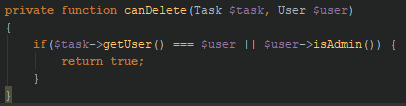 private function canDelete(Task $task, User $user)
{
    if($task->getUser() === $user || $user->isAdmin()) {
        return true;
    }
}